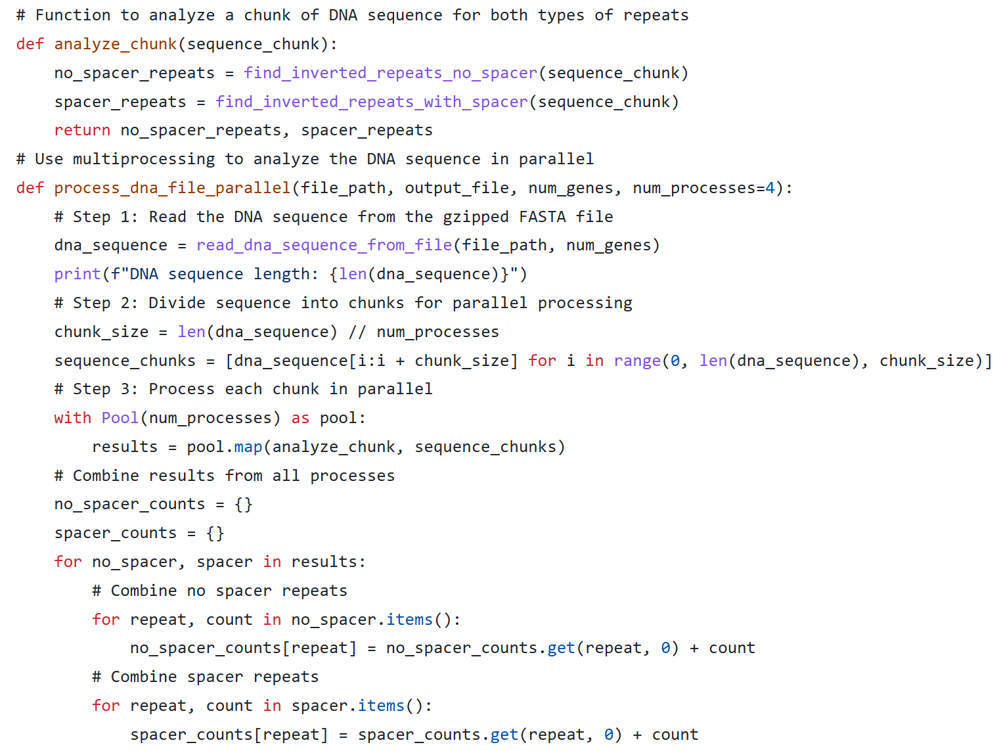 # Function to analyze a chunk of DNA sequence for both types of repeats
def analyze_chunk(sequence_chunk):
    no_spacer_repeats = find_inverted_repeats_no_spacer(sequence_chunk)
    spacer_repeats = find_inverted_repeats_with_spacer(sequence_chunk)
    return no_spacer_repeats, spacer_repeats
# Use multiprocessing to analyze the DNA sequence in parallel
def process_dna_file_parallel(file_path, output_file, num_genes, num_processes=4):
    # Step 1: Read the DNA sequence from the gzipped FASTA file
    dna_sequence = read_dna_sequence_from_file(file_path, num_genes)
    print(f"DNA sequence length: {len(dna_sequence)}")
    # Step 2: Divide sequence into chunks for parallel processing
    chunk_size = len(dna_sequence) // num_processes
    sequence_chunks = [dna_sequence[i:i + chunk_size] for i in range(0, len(dna_sequence), chunk_size)]
    # Step 3: Process each chunk in parallel
    with Pool(num_processes) as pool:
        results = pool.map(analyze_chunk, sequence_chunks)
    # Combine results from all processes
    no_spacer_counts = {}
    spacer_counts = {}
    for no_spacer, spacer in results:
        # Combine no spacer repeats
        for repeat, count in no_spacer.items():
            no_spacer_counts[repeat] = no_spacer_counts.get(repeat, 0) + count
        # Combine spacer repeats
        for repeat, count in spacer.items():
            spacer_counts[repeat] = spacer_counts.get(repeat, 0) + count